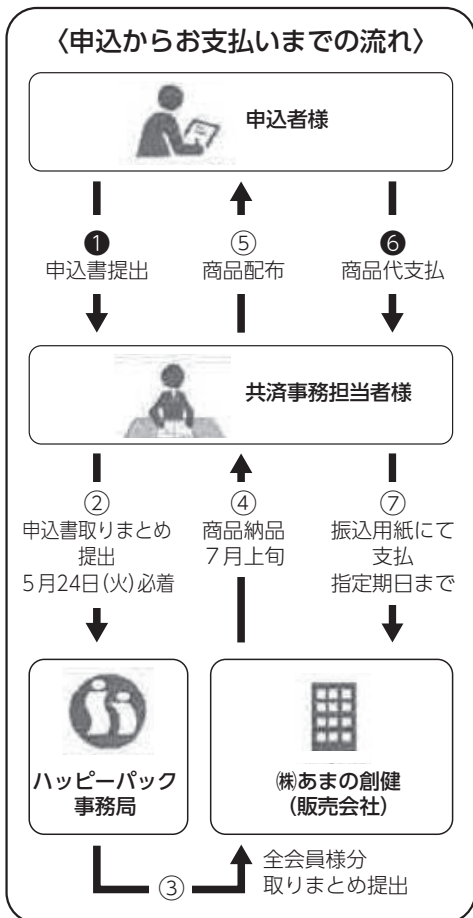 〈申込からお支払いまでの流れ〉
申込者様
❶
申込書提出
⑤
商品配布
❻
商品代支払
共済事務担当者様
②
申込書取りまとめ
提出
5月24日(火)必着
④
商品納品
7月上旬
⑦
振込用紙にて
支払
指定期日まで
ハッピーパック
事務局
㈱あまの創健
(販売会社)
③
全会員様分
取りまとめ提出